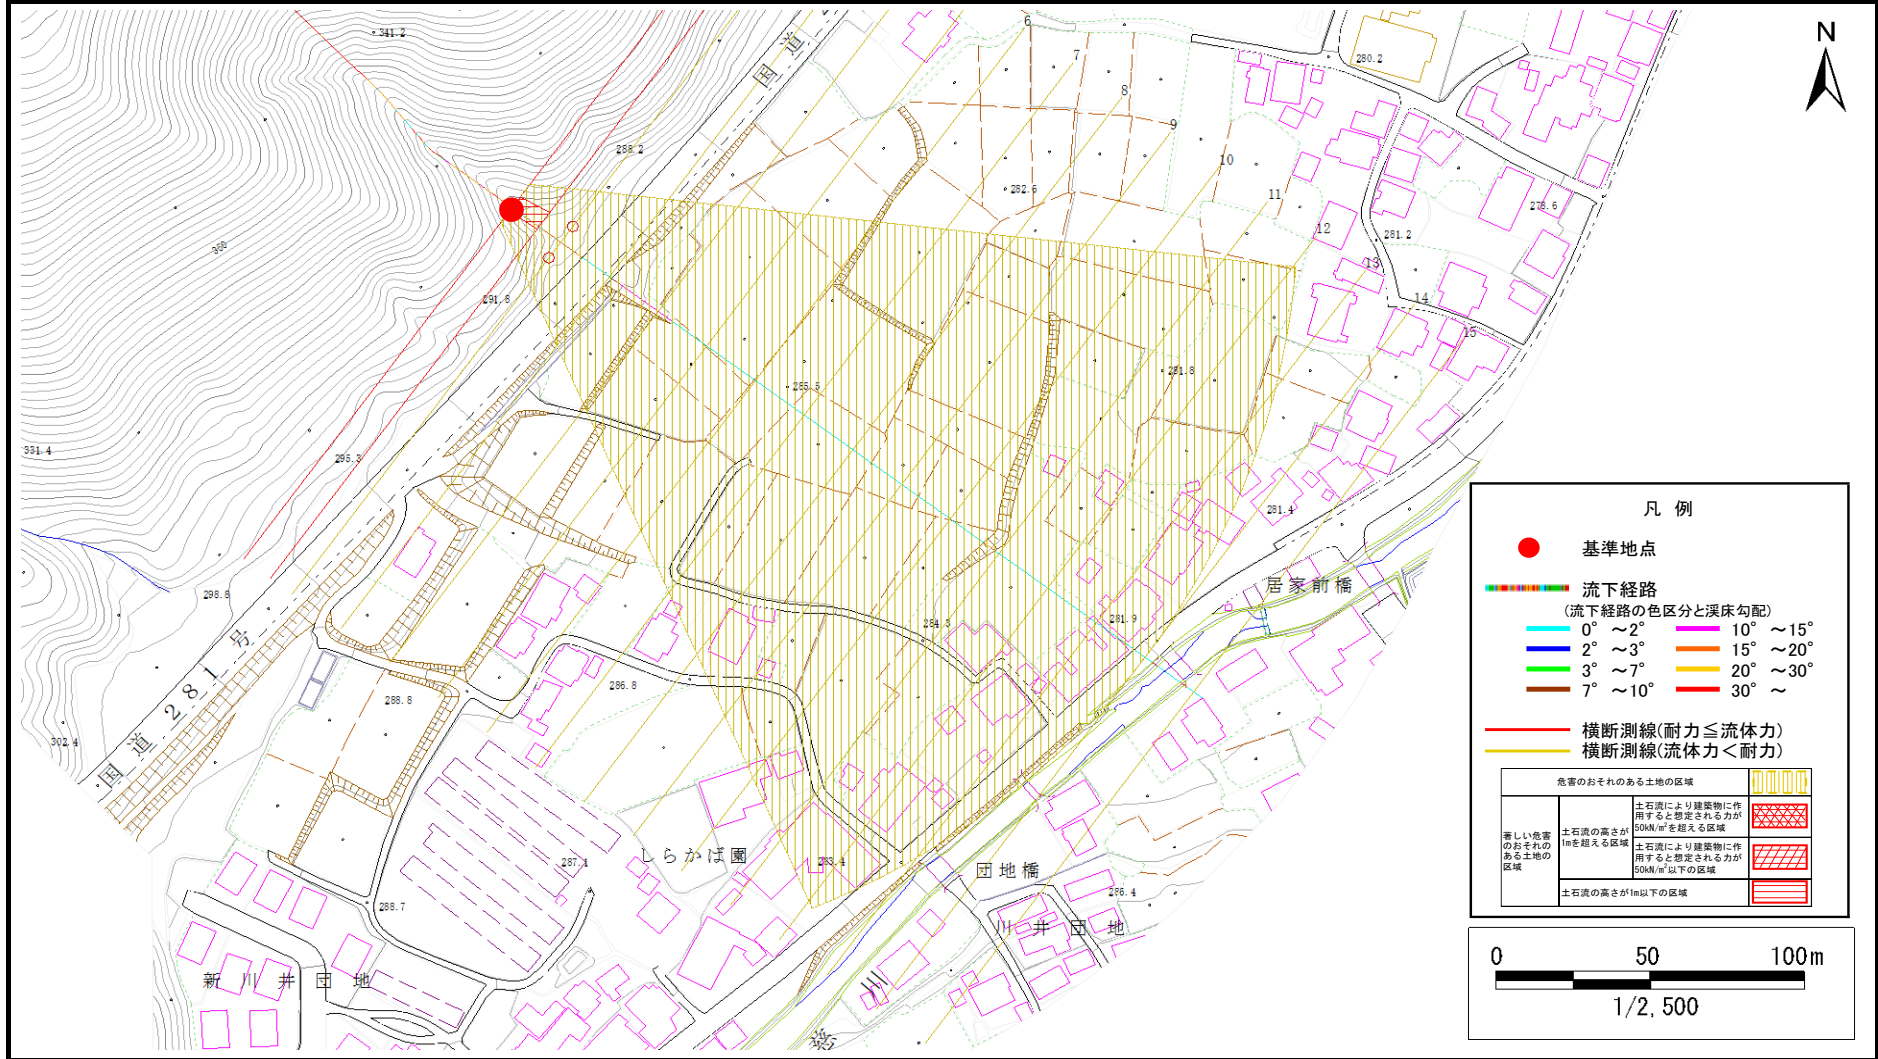 341.2
国道
6
7
8
9
10
11
12
13
14
15
280.2
N
288.2
282.6
278.6
281.2
350
291.8
285.5
281.8
331.4
295.3
281.4
298.8
居家前橋
284.3
281.9
国道281号
286.8
288.8
302.4
しらかば園
283.4
団地橋
287.1
286.4
288.7
川井団地
新川井団地
川
凡例
基準地点
流下経路
(流下経路の色区分と渓床勾配)
0° ～2° 10° ～15°
2° ～3° 15° ～20°
3° ～7° 20° ～30°
7° ～10° 30° ～
横断測線(耐力≦流体力)
横断測線(流体力＜耐力)
危害のおそれのある土地の区域
著しい危害
のおそれの
ある土地の
区域
土石流の高さが
1mを超える区域
土石流により建築物に作
用すると想定される力が
50kN/m²を超える区域
土石流により建築物に作
用すると想定される力が
50kN/m²以下の区域
土石流の高さが1m以下の区域
0 50 100m
1/2,500